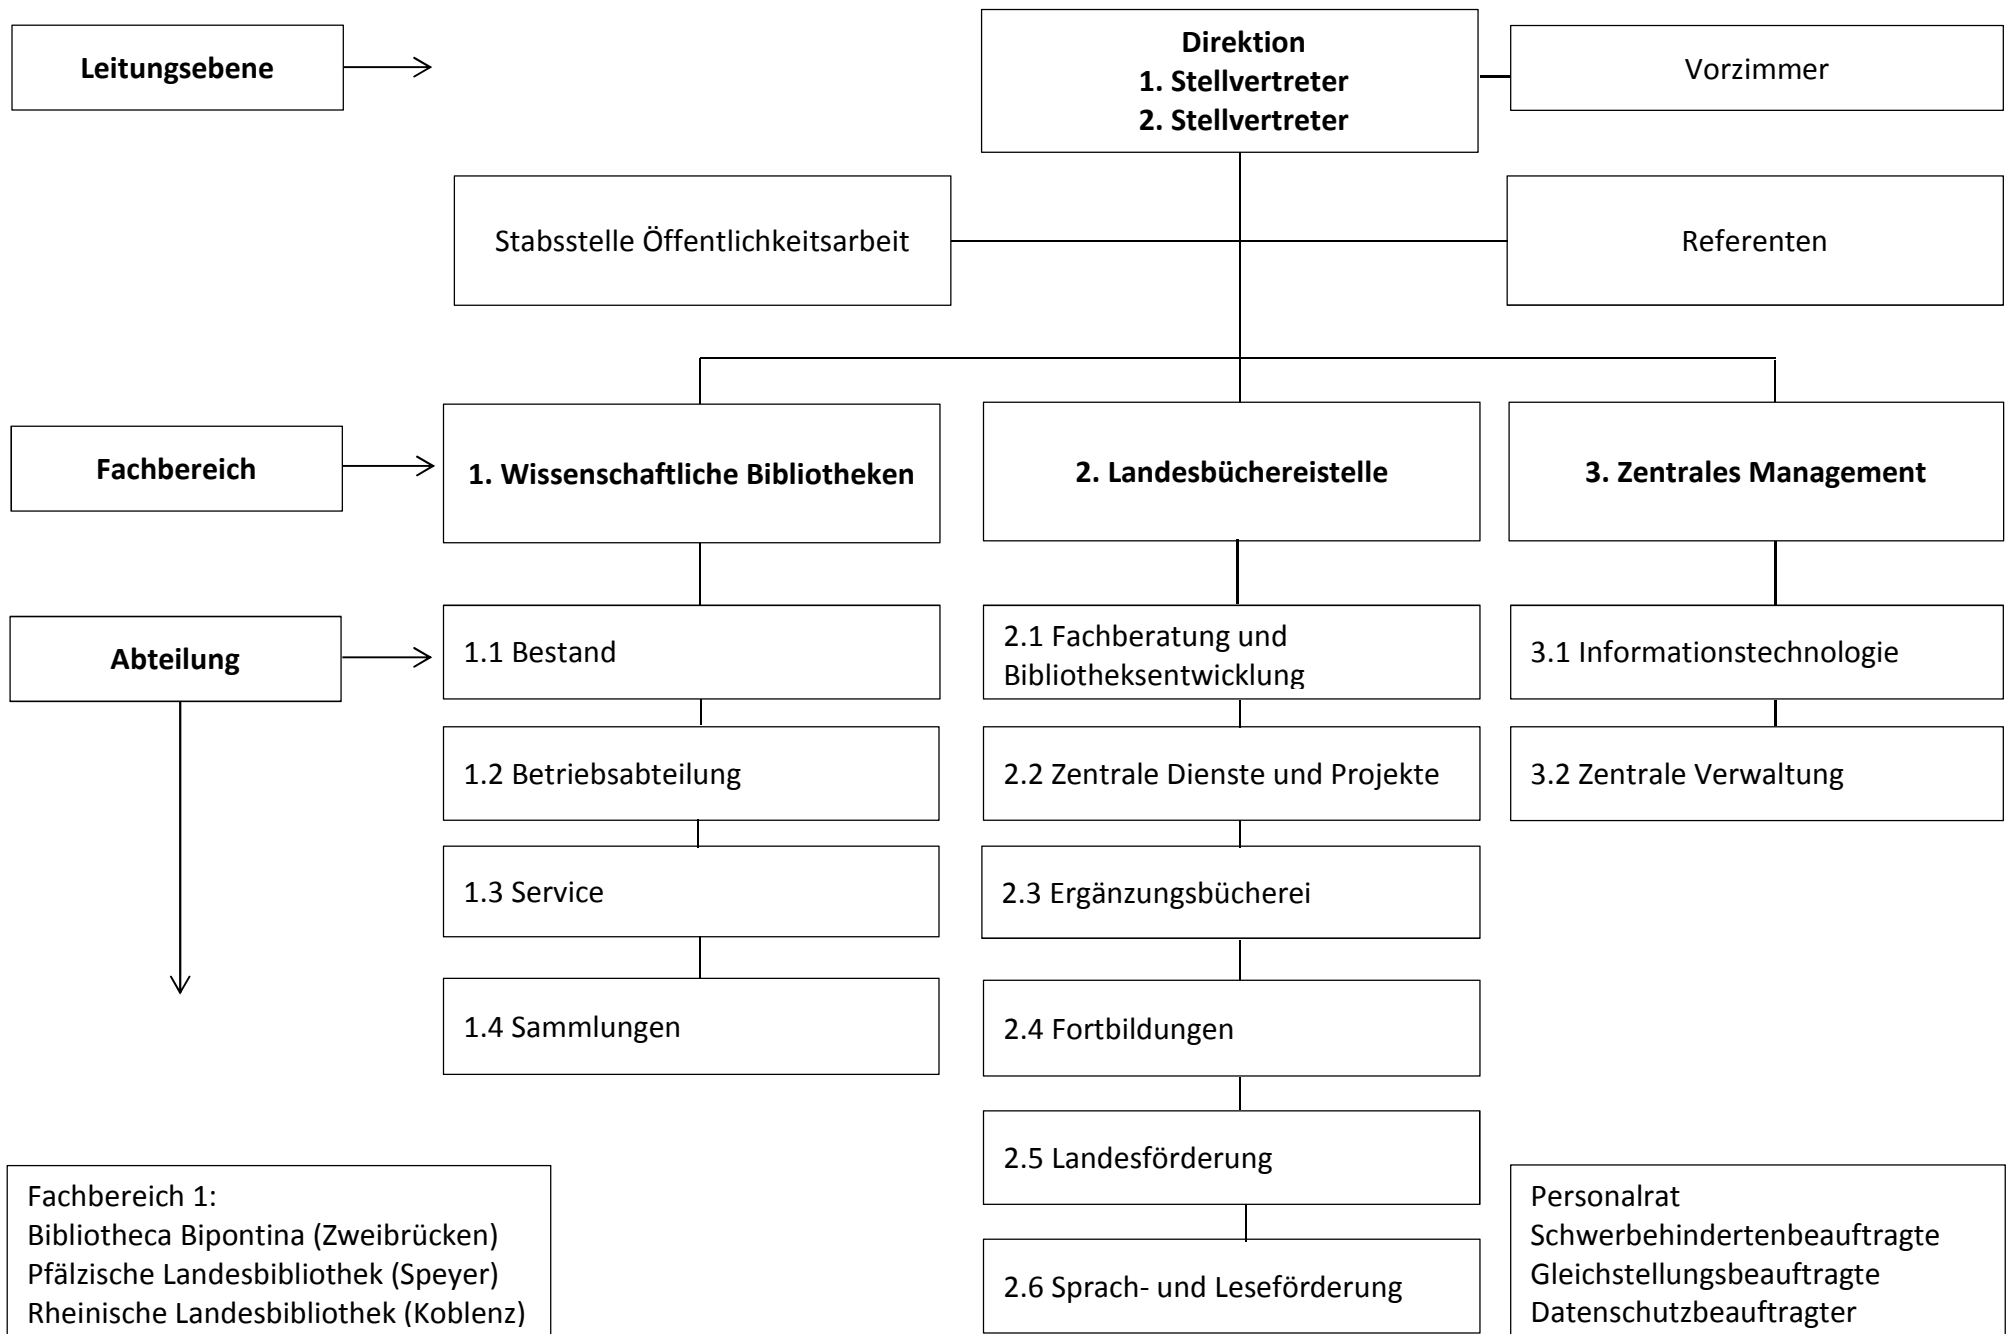 Leitungsebene
Direktion
1. Stellvertreter
2. Stellvertreter
Vorzimmer
Stabsstelle Öffentlichkeitsarbeit
Referenten
Fachbereich
1. Wissenschaftliche Bibliotheken
2. Landesbüchereistelle
3. Zentrales Management
Abteilung
1.1 Bestand
2.1 Fachberatung und
Bibliotheksentwicklung
3.1 Informationstechnologie
1.2 Betriebsabteilung
2.2 Zentrale Dienste und Projekte
3.2 Zentrale Verwaltung
1.3 Service
2.3 Ergänzungsbücherei
1.4 Sammlungen
2.4 Fortbildungen
2.5 Landesförderung
2.6 Sprach- und Leseförderung
Fachbereich 1:
Bibliotheca Bipontina (Zweibrücken)
Pfälzische Landesbibliothek (Speyer)
Rheinische Landesbibliothek (Koblenz)
Personalrat
Schwerbehindertenbeauftragte
Gleichstellungsbeauftragte
Datenschutzbeauftragter